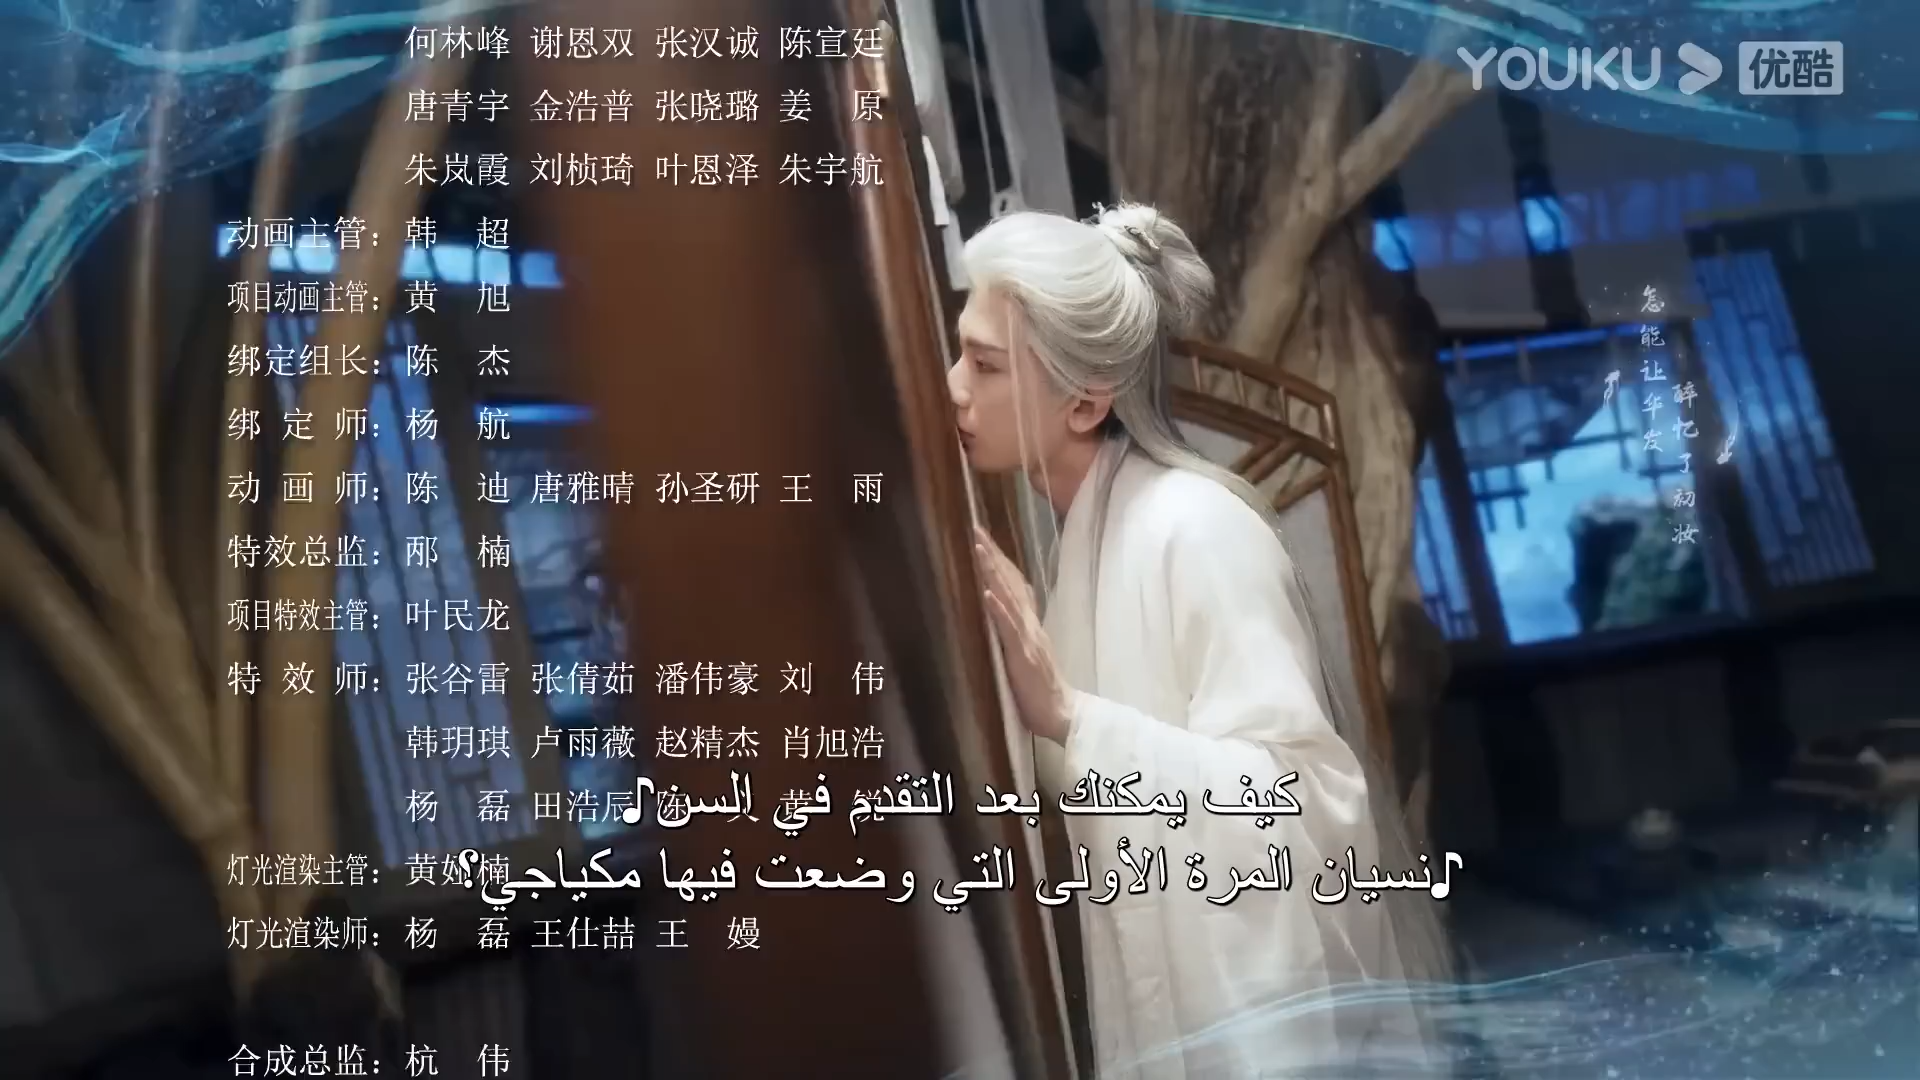 何林峰 谢恩双 张汉诚 陈宣廷
唐青宇 金浩普 张晓璐 姜 原
朱岚霞 刘桢琦 叶恩泽 朱宇航
动画主管：韩 超
项目动画主管：黄 旭
绑定组长：陈 杰
绑 定 师：杨 航
动 画 师：陈 迪 唐雅晴 孙圣研 王 雨
特效总监：邴 楠
项目特效主管：叶民龙
特 效 师：张谷雷 张倩茹 潘伟豪 刘 伟
韩玥琪 卢雨薇 赵精杰 肖旭浩
杨 磊 田浩辰 陈 黄 锐
灯光渲染主管：黄 楠
灯光渲染师：杨 磊 王仕喆 王 嫚
合成总监：杭 伟
YOUKU 优酷
怎能让华发
醉忆了初妆
كيف يمكنك بعد التقدم في السن♪
♪نسيان المرة الأولى التي وضعت فيها مكياجي؟